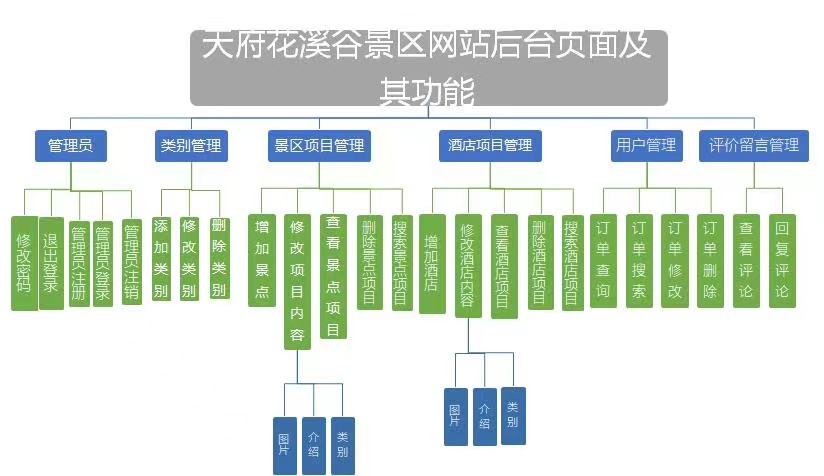 天府花溪谷景区网站后台页面及
其功能
管理员
类别管理
景区项目管理
酒店项目管理
用户管理
评价留言管理
修改密码
退出登录
管理员注册
管理员登录
管理员注销
添加类别
修改类别
删除类别
增加景点
修改项目内容
查看景点项目
删除景点项目
搜索景点项目
增加酒店
修改酒店内容
查看酒店项目
删除酒店项目
搜索酒店项目
订单查询
订单搜索
订单修改
订单删除
查看评论
回复评论
图片
介绍
类别
图片
介绍
类别